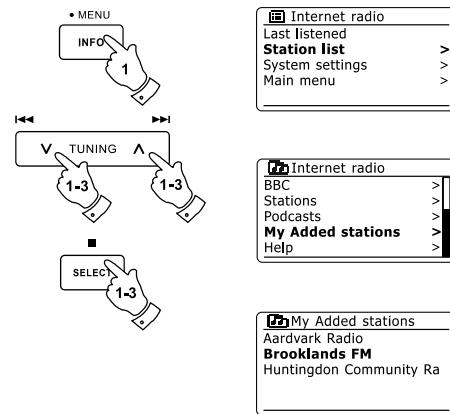 • MENU
INFO
1
TUNING
1-3
1-3
SELECT
1-3
Internet radio
Last listened
Station list >
System settings >
Main menu >
Internet radio
BBC >
Stations >
Podcasts >
My Added stations >
Help >
My Added stations
Aardvark Radio
Brooklands FM
Huntingdon Community Ra